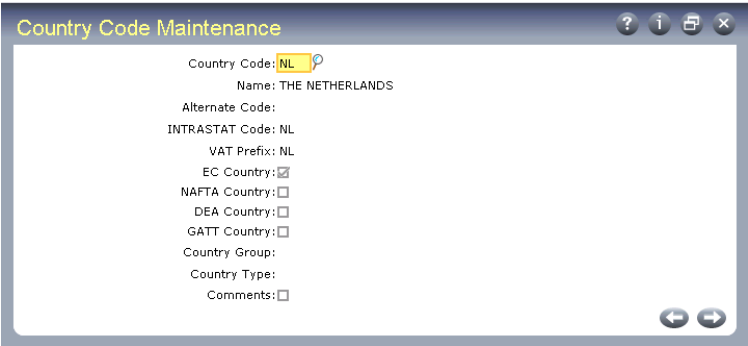 Country Code Maintenance
Country Code: NL
Name: THE NETHERLANDS
Alternate Code:
INTRASTAT Code: NL
VAT Prefix: NL
EC Country:
NAFTA Country:
DEA Country:
GATT Country:
Country Group:
Country Type:
Comments: